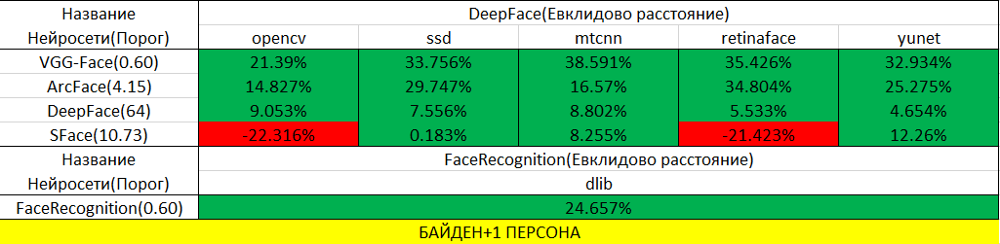 Название DeepFace(Евклидово расстояние)
Нейросети(Порог) opencv ssd mtcnn retinaface yunet
VGG-Face(0.60) 21.39% 33.756% 38.591% 35.426% 32.934%
ArcFace(4.15) 14.827% 29.747% 16.57% 34.804% 25.275%
DeepFace(64) 9.053% 7.556% 8.802% 5.533% 4.654%
SFace(10.73) -22.316% 0.183% 8.255% -21.423% 12.26%
Название FaceRecognition(Евклидово расстояние)
Нейросети(Порог) dlib
FaceRecognition(0.60) 24.657%
БАЙДЕН+1 ПЕРСОНА